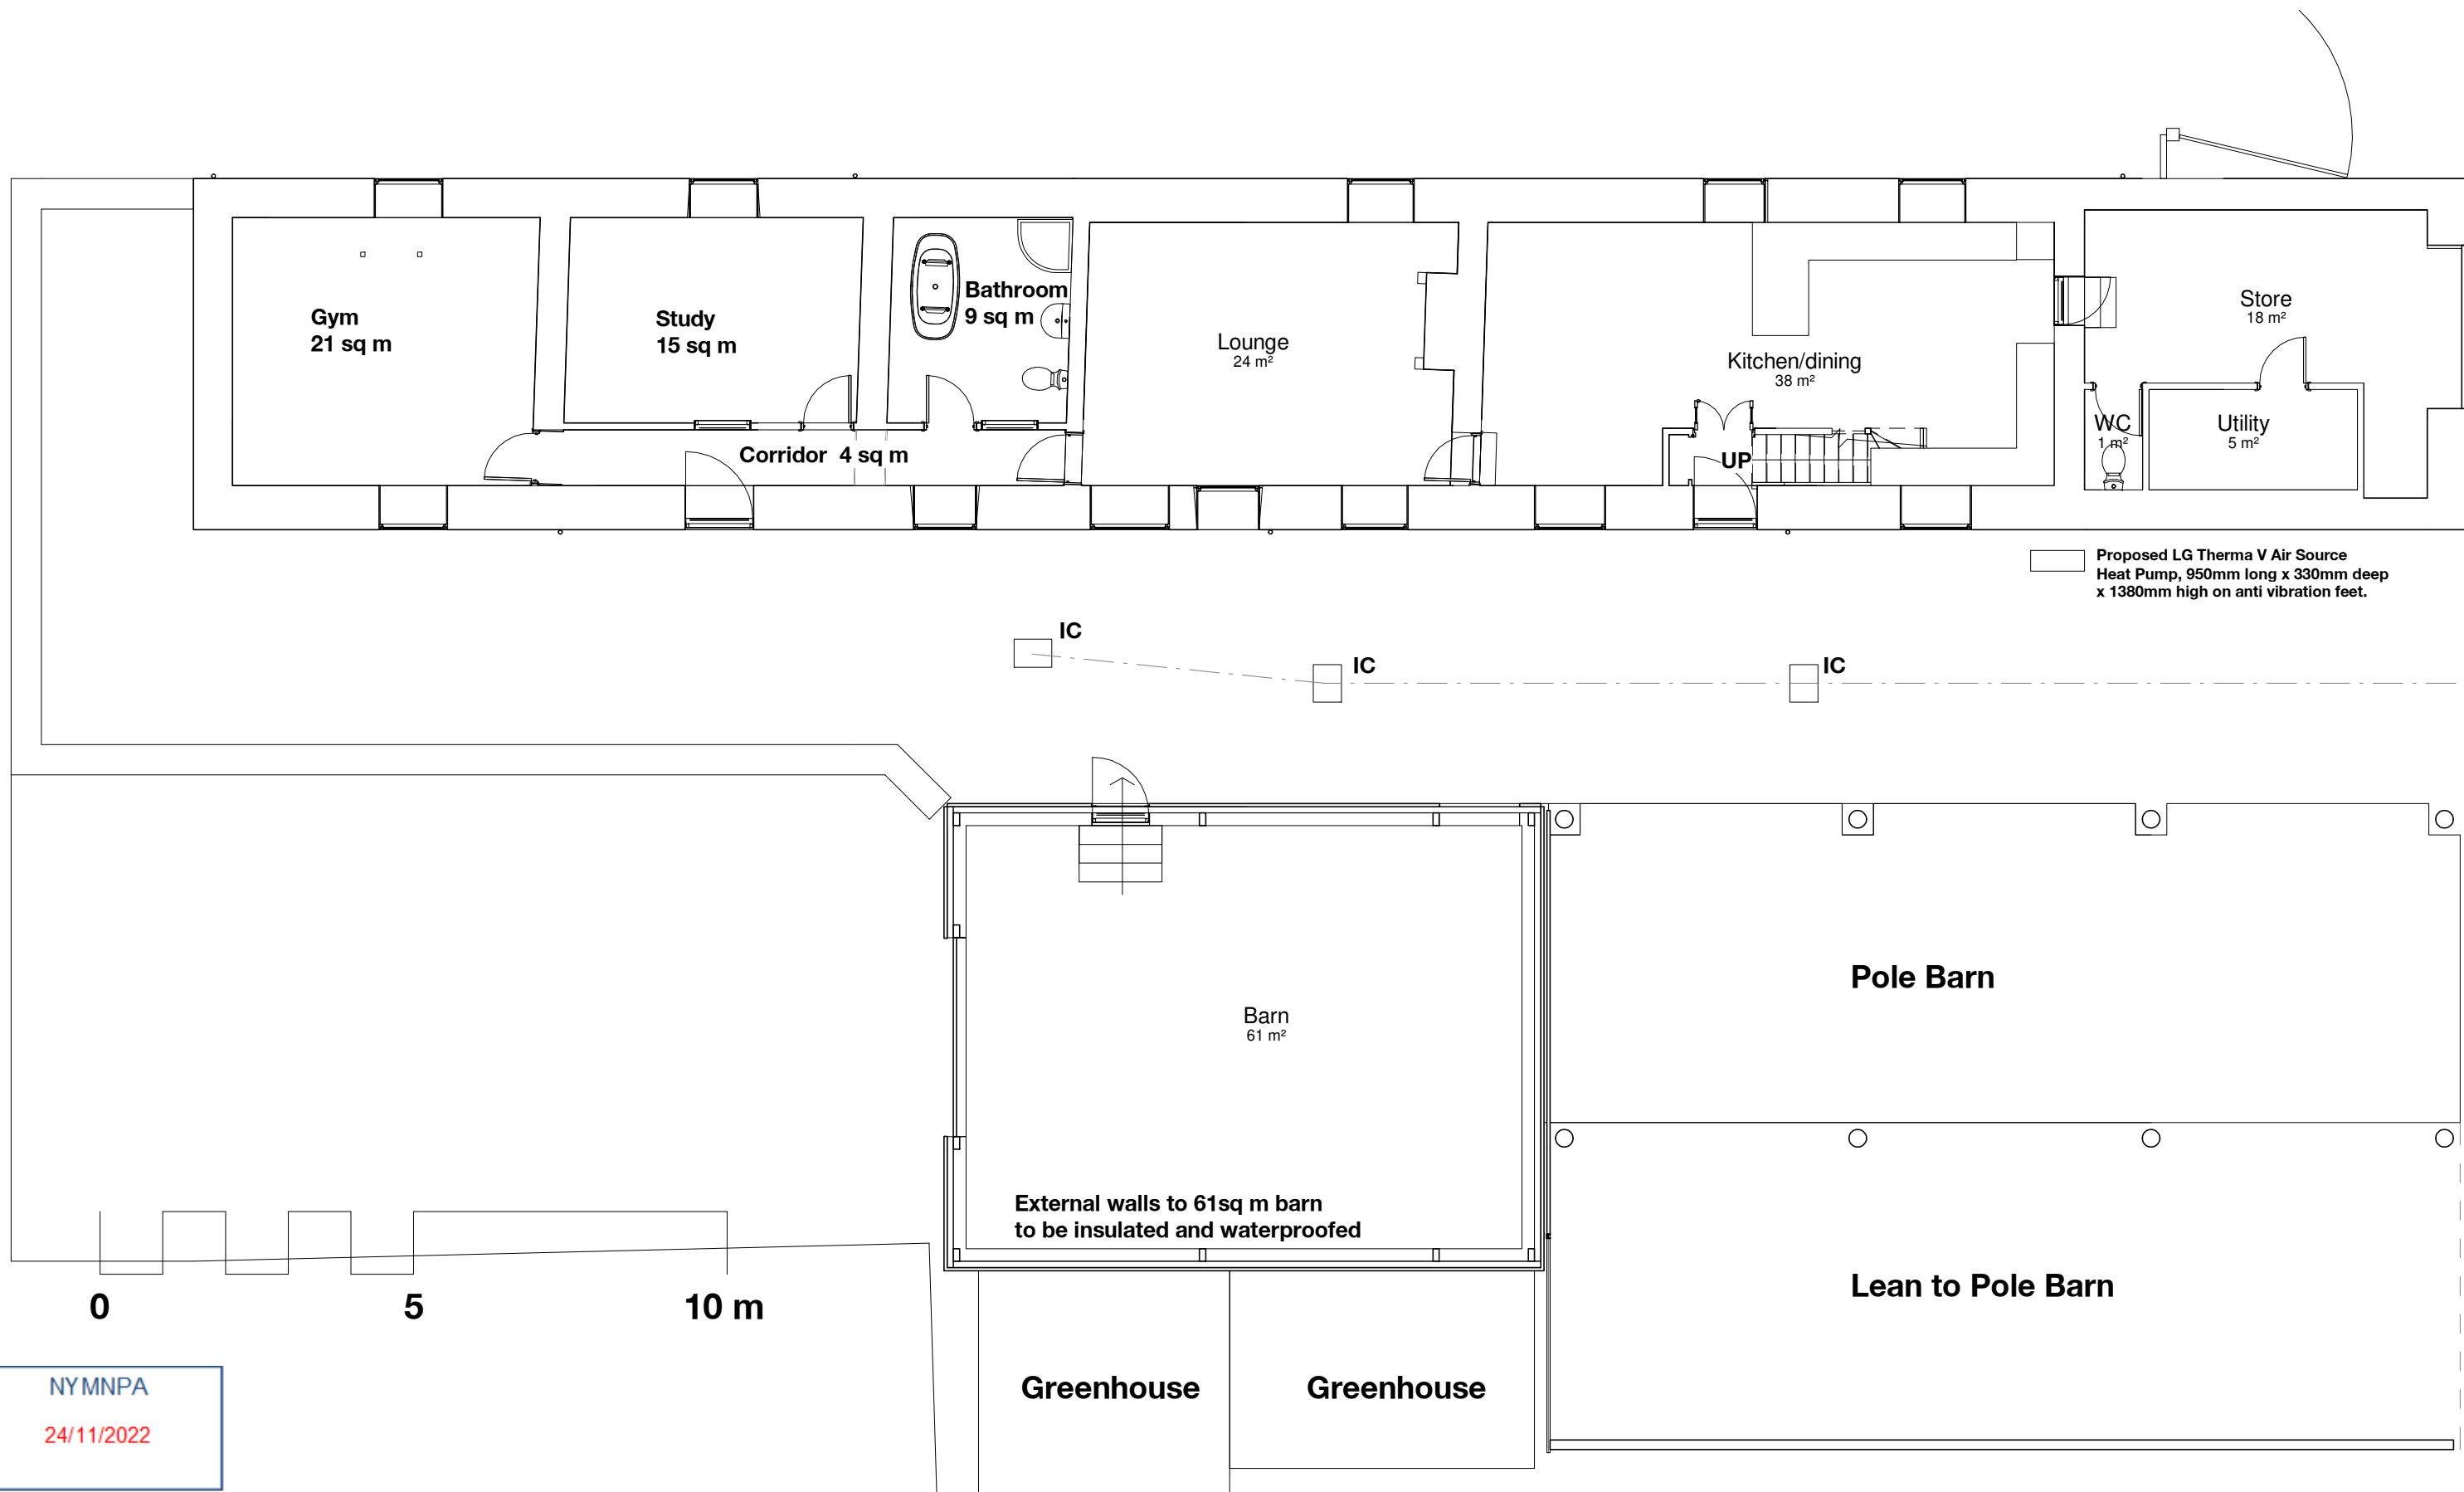 Gym
21 sq m
Study
15 sq m
Bathroom
9 sq m
Corridor 4 sq m
Lounge
24 m²
Kitchen/dining
38 m²
UP
Store
18 m²
WC
1 m²
Utility
5 m²
Proposed LG Therma V Air Source
Heat Pump, 950mm long x 330mm deep
x 1380mm high on anti vibration feet.
IC
IC
IC
Barn
61 m²
External walls to 61sq m barn
to be insulated and waterproofed
Pole Barn
Lean to Pole Barn
Greenhouse
Greenhouse
0
5
10 m
NYMNPA
24/11/2022